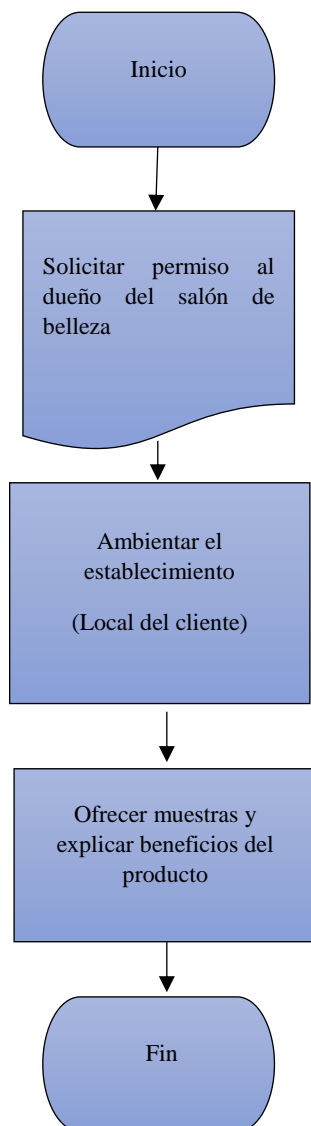 Inicio
Solicitar permiso al
dueño del salón de
belleza
Ambientar el
establecimiento
(Local del cliente)
Ofrecer muestras y
explicar beneficios del
producto
Fin